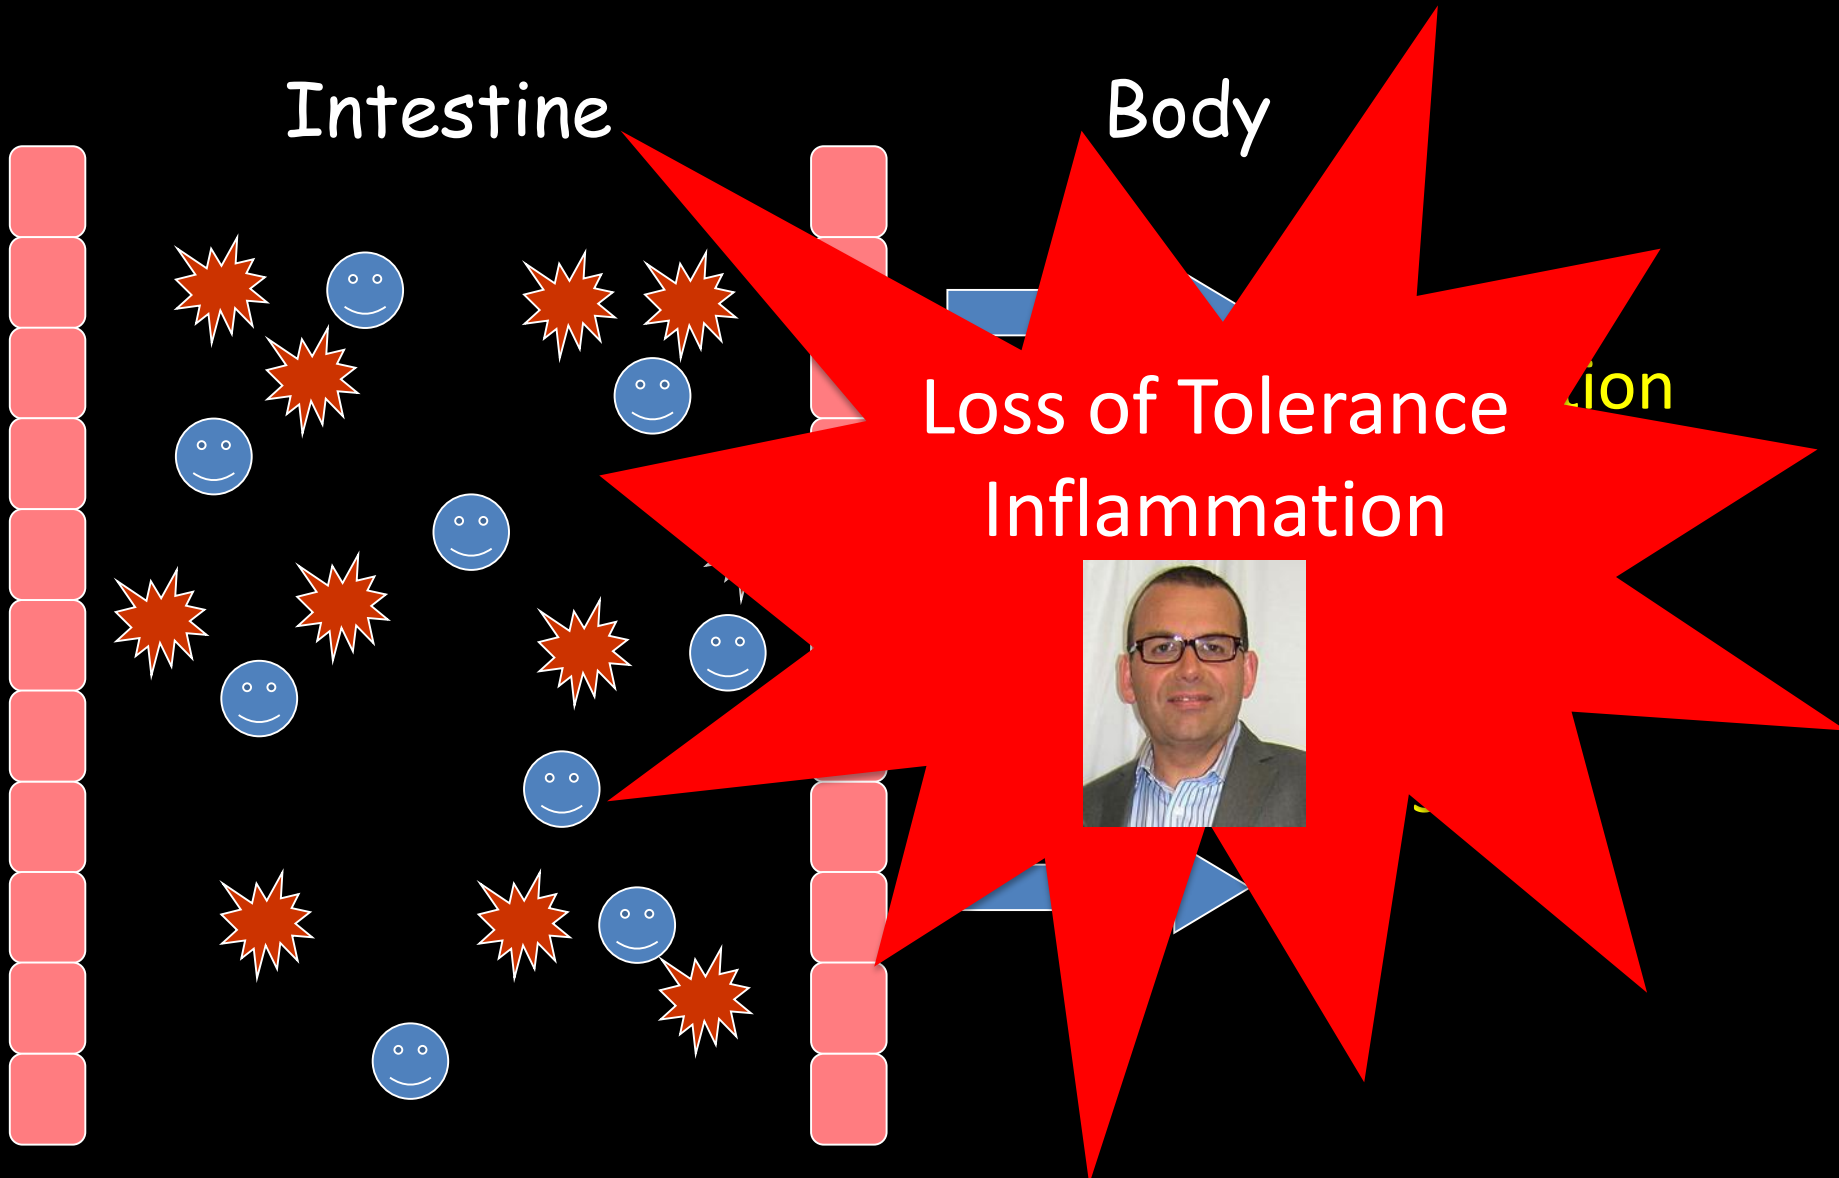 Intestine
Body
Loss of Tolerance
Inflammation